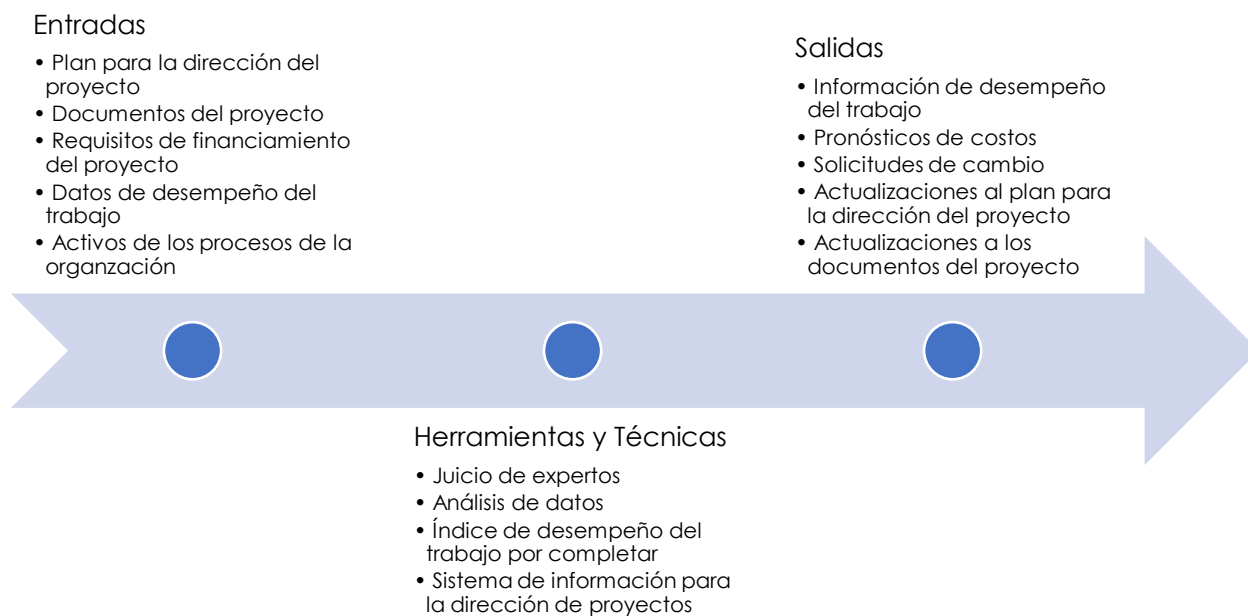 Entradas
• Plan para la dirección del
proyecto
• Documentos del proyecto
• Requisitos de financiamiento
del proyecto
• Datos de desempeño del
trabajo
• Activos de los procesos de la
organzación
Herramientas y Técnicas
• Juicio de expertos
• Análisis de datos
• Índice de desempeño del
trabajo por completar
• Sistema de información para
la dirección de proyectos
Salidas
• Información de desempeño
del trabajo
• Pronósticos de costos
• Solicitudes de cambio
• Actualizaciones al plan para
la dirección del proyecto
• Actualizaciones a los
documentos del proyecto